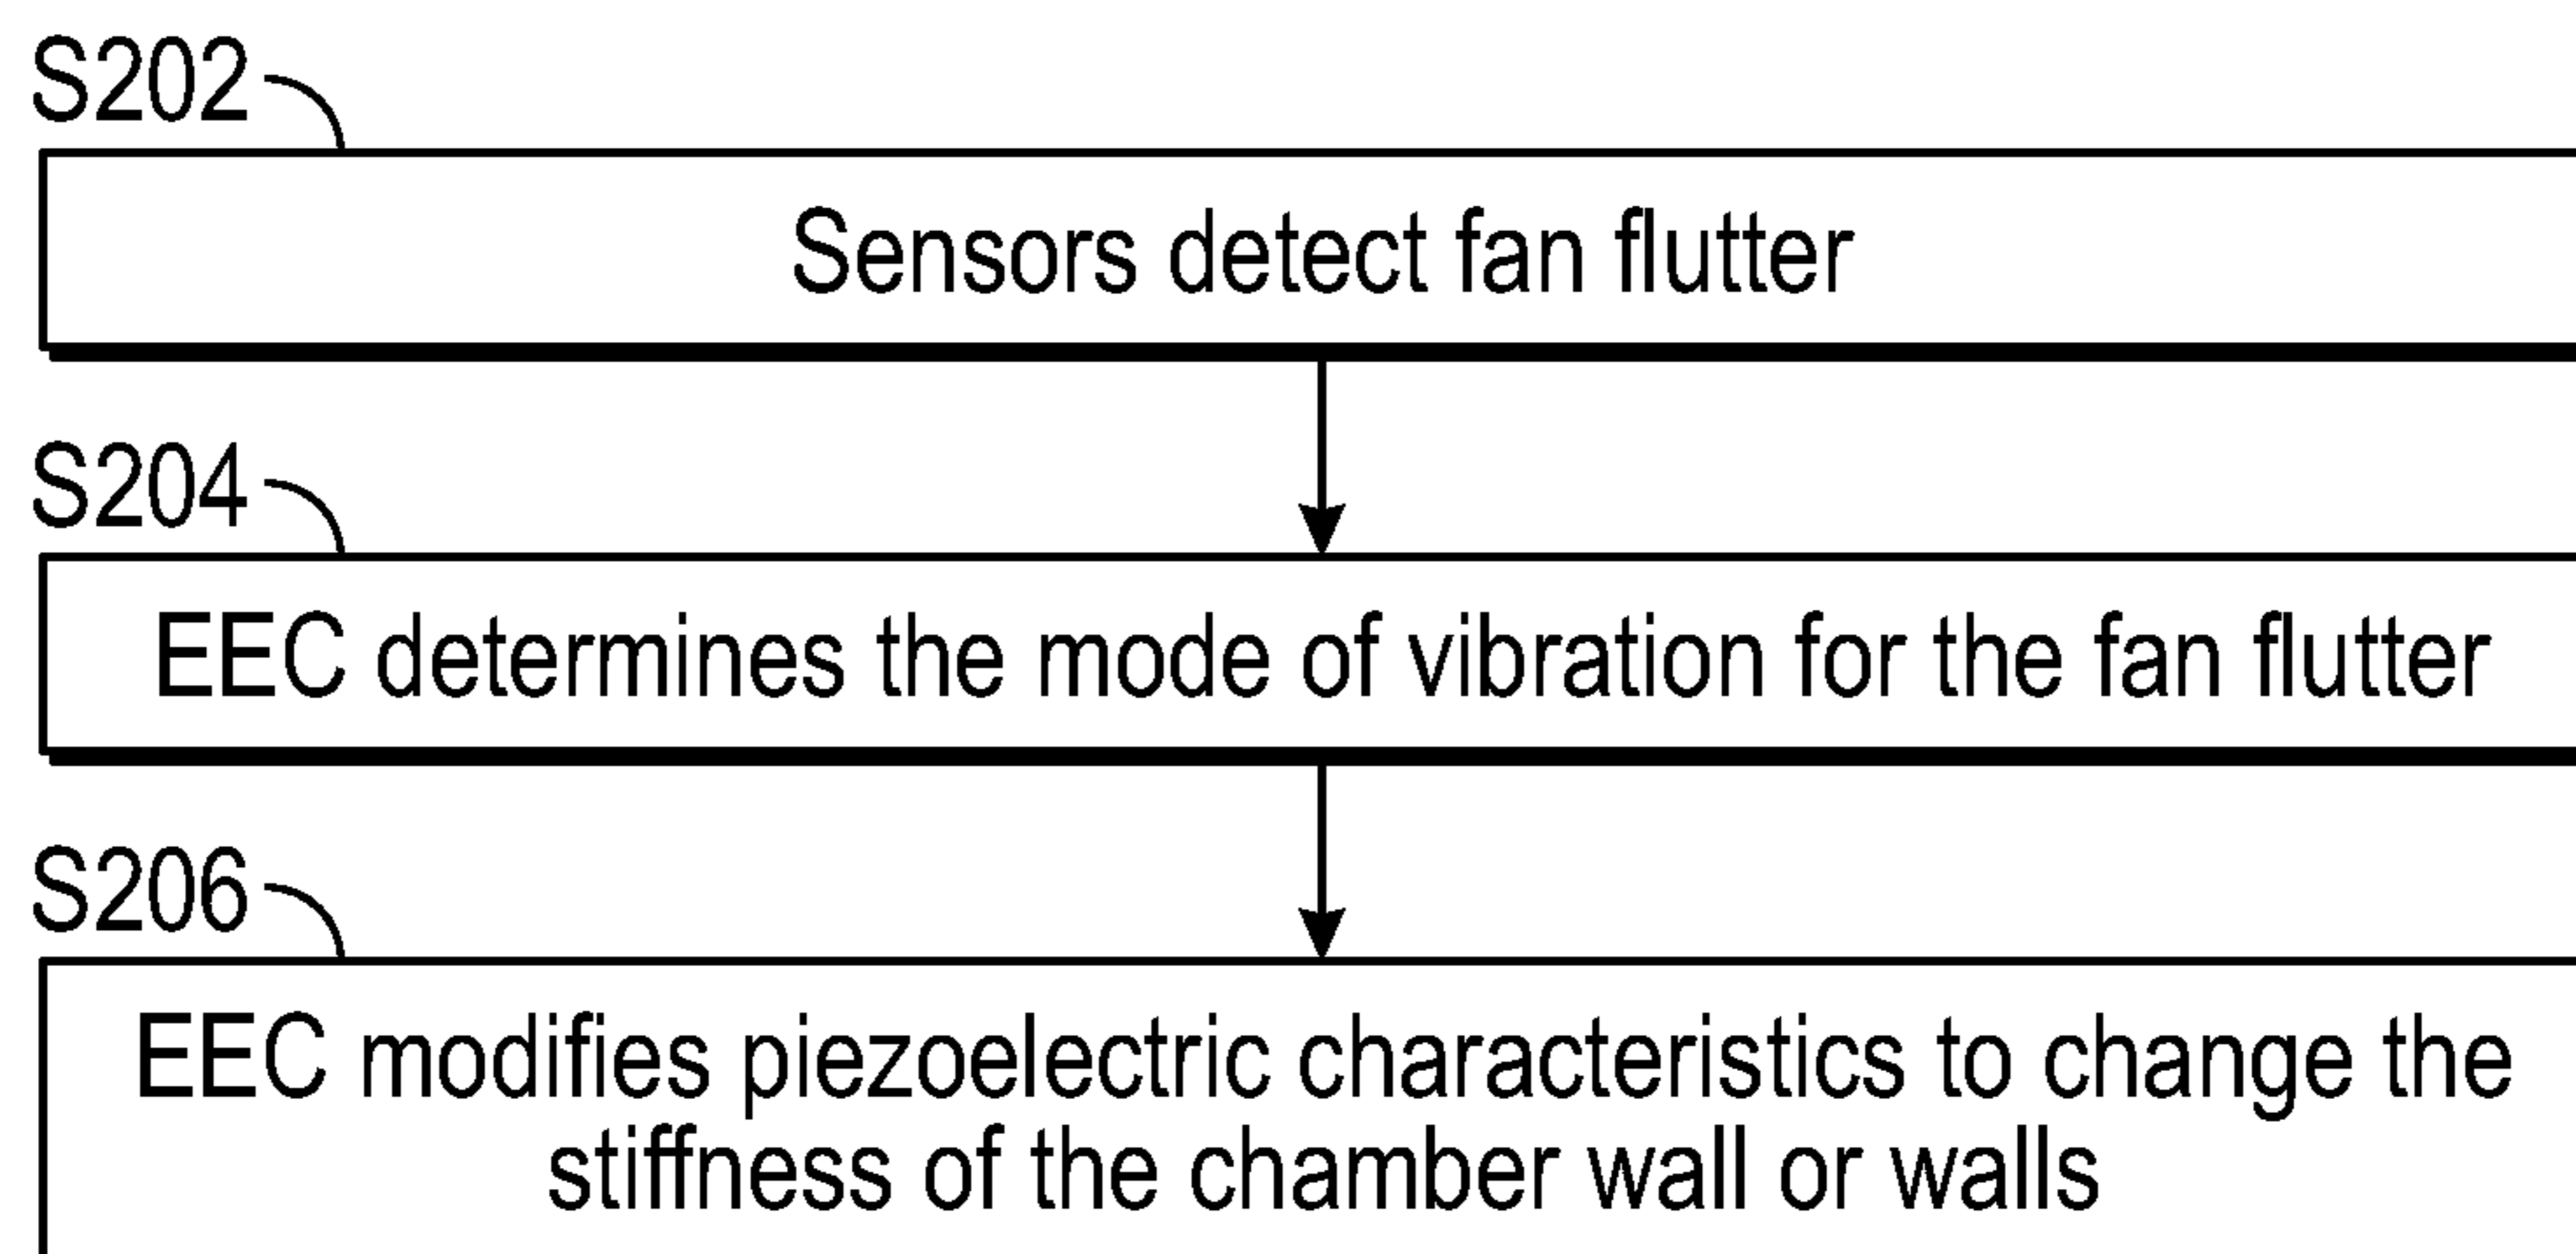 S202
Sensors detect fan flutter
S204
EEC determines the mode of vibration for the fan flutter
S206
EEC modifies piezoelectric characteristics to change the
stiffness of the chamber wall or walls